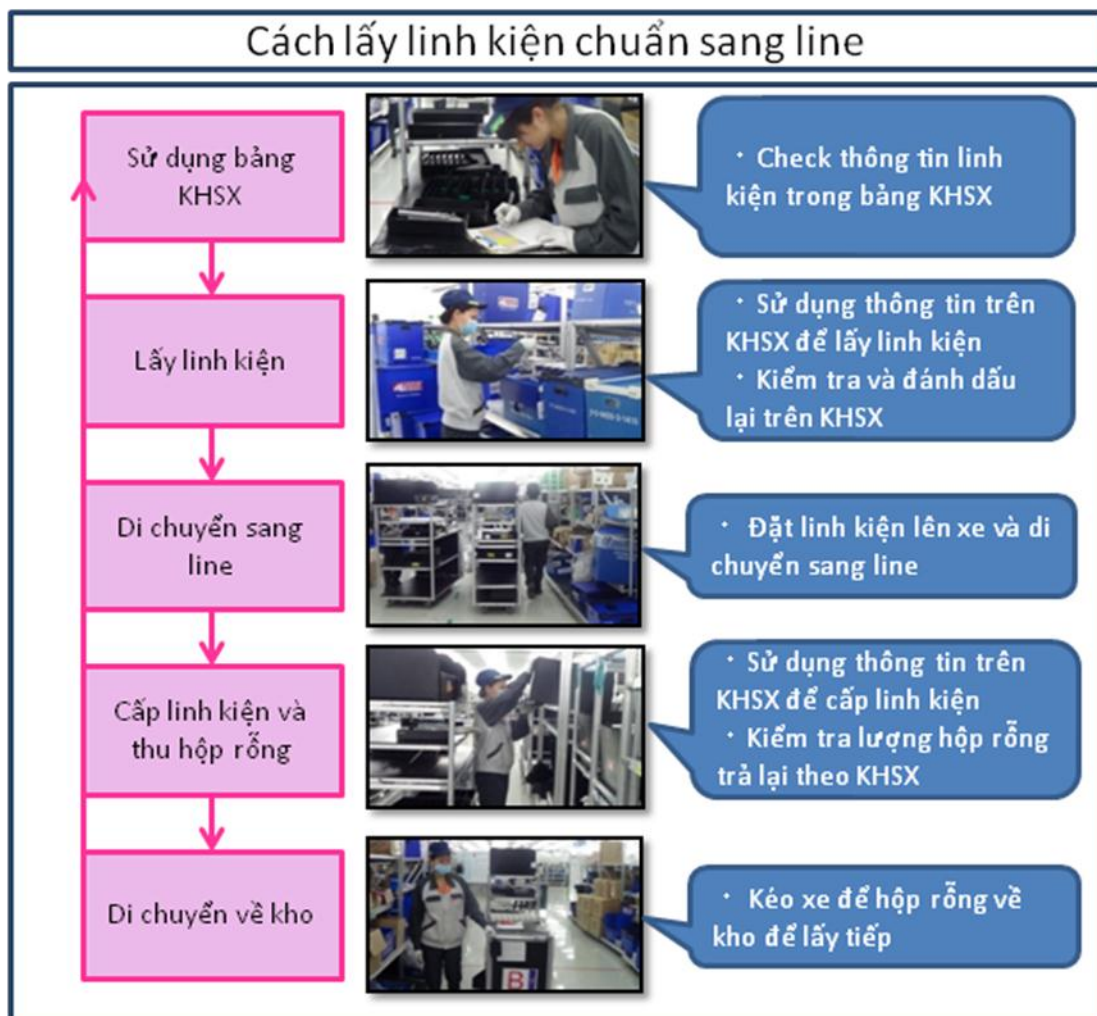 Cách lấy linh kiện chuẩn sang line
Sử dụng bảng
KHSX
· Check thông tin linh
kiện trong bảng KHSX
Lấy linh kiện
· Sử dụng thông tin trên
KHSX để lấy linh kiện
· Kiểm tra và đánh dấu
lại trên KHSX
Di chuyển sang
line
· Đặt linh kiện lên xe và di
chuyển sang line
Cấp linh kiện và
thu hộp rỗng
· Sử dụng thông tin trên
KHSX để cấp linh kiện
· Kiểm tra lượng hộp rỗng
trả lại theo KHSX
Di chuyển về kho
B
· Kéo xe để hộp rỗng về
kho để lấy tiếp